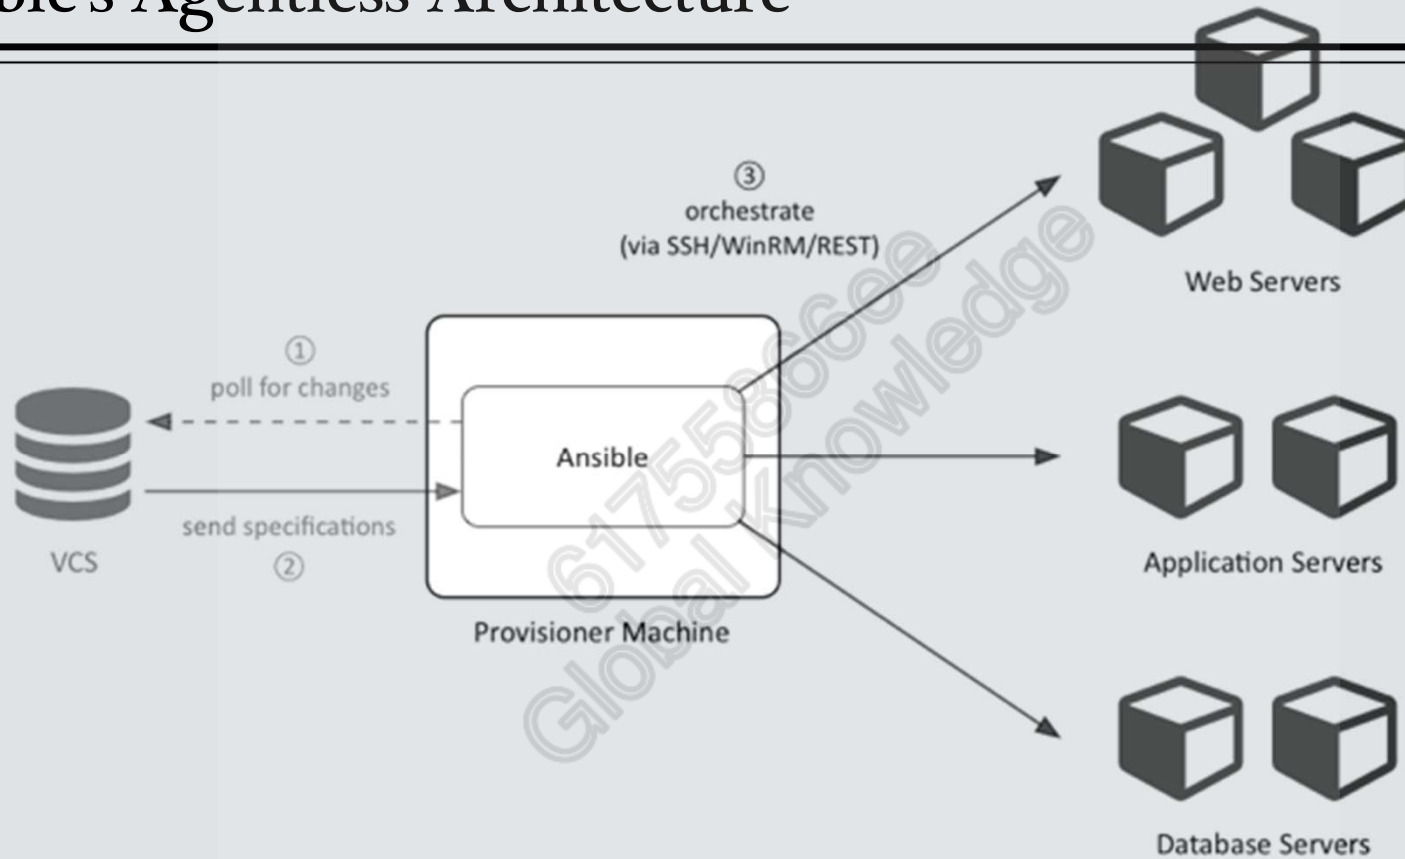 Agentless Architecture
③
orchestrate
(via SSH/WinRM/REST)
Web Servers
①
poll for changes
Ansible
send specifications
②
VCS
Application Servers
Provisioner Machine
Database Servers
61755866ee
Global Knowledge